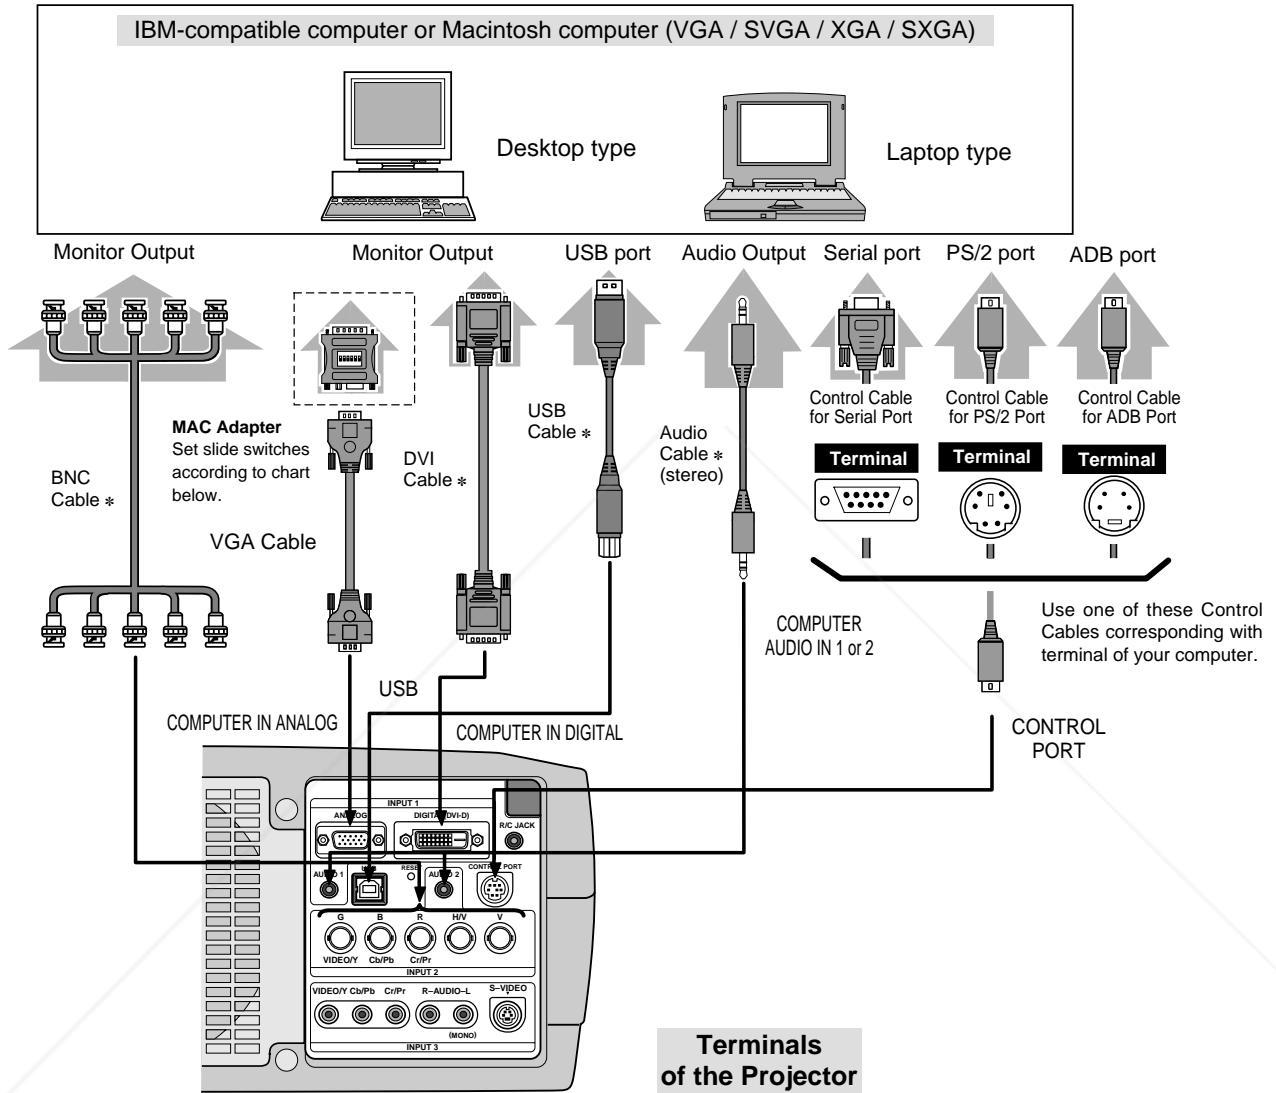 IBM-compatible computer or Macintosh computer (VGA / SVGA / XGA / SXGA)
Desktop type
Laptop type
Monitor Output
Monitor Output
USB port
Audio Output
Serial port
PS/2 port
ADB port
Control Cable
for Serial Port
Control Cable
for PS/2 Port
Control Cable
for ADB Port
MAC Adapter
Set slide switches
according to chart
below.
BNC
Cable *
DVI
Cable *
USB
Cable *
Audio
Cable *
(stereo)
Terminal
Terminal
Terminal
VGA Cable
COMPUTER
AUDIO IN 1 or 2
Use one of these Control
Cables corresponding with
terminal of your computer.
USB
COMPUTER IN ANALOG
COMPUTER IN DIGITAL
CONTROL
PORT
INPUT 1
ANALOG
DIGITAL (DVI-D)
R/C JACK
AUDIO 1
USB
RESET
AUDIO 2
CONTROL PORT
G
B
R
H/V
V
VIDEO/Y
Cb/Pb
Cr/Pr
INPUT 2
VIDEO/Y
Cb/Pb
Cr/Pr
R–AUDIO–L
S–VIDEO
(MONO)
INPUT 3
Terminals
of the Projector